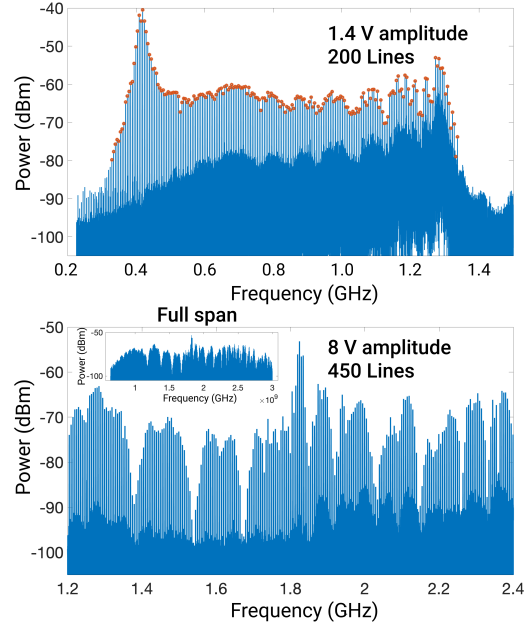 -40
1.4 V amplitude
-50
200 Lines
-60
-70
-80
-90
-100
Power (dBm)
0.2 0.4 0.6 0.8 1.0 1.2 1.4
Frequency (GHz)
Full span
-50
8 V amplitude
450 Lines
-50
-100
Power (dBm)
1 1.5 2 2.5 3
Frequency (GHz)
×10^9
-60
-70
-80
-90
-100
Power (dBm)
1.2 1.4 1.6 1.8 2 2.2 2.4
Frequency (GHz)